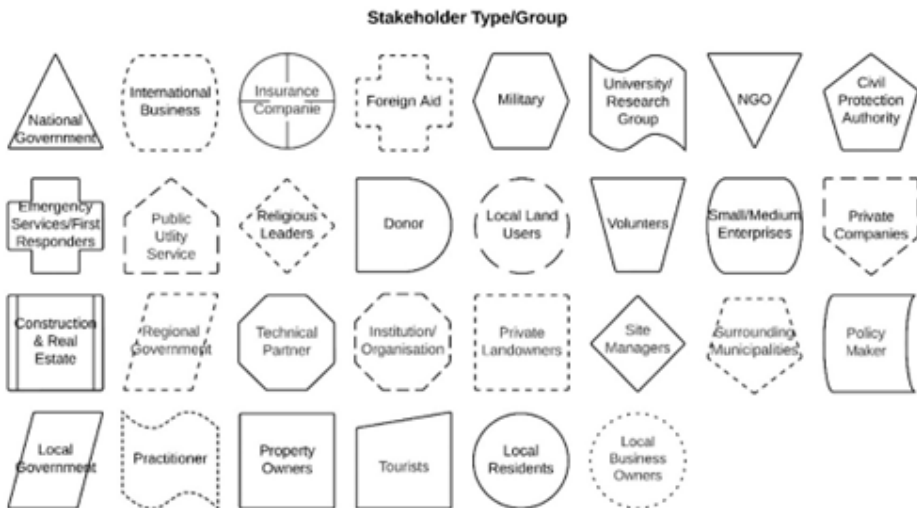 Stakeholder Type/Group
National
Government
International
Business
Insurance
Companie
Foreign Aid
Military
University/
Research
Group
NGO
Civil
Protection
Authority
Emergency
Services/First
Responders
Public
Utlity
Service
Religious
Leaders
Donor
Local Land
Users
Volunters
Small/Medium
Enterprises
Private
Companies
Construction
& Real
Estate
Regional
Government
Technical
Partner
Institution/
Organisation
Private
Landowners
Site
Managers
Surrounding
Municipalities
Policy
Maker
Local
Government
Practitioner
Property
Owners
Tourists
Local
Residents
Local
Business
Owners